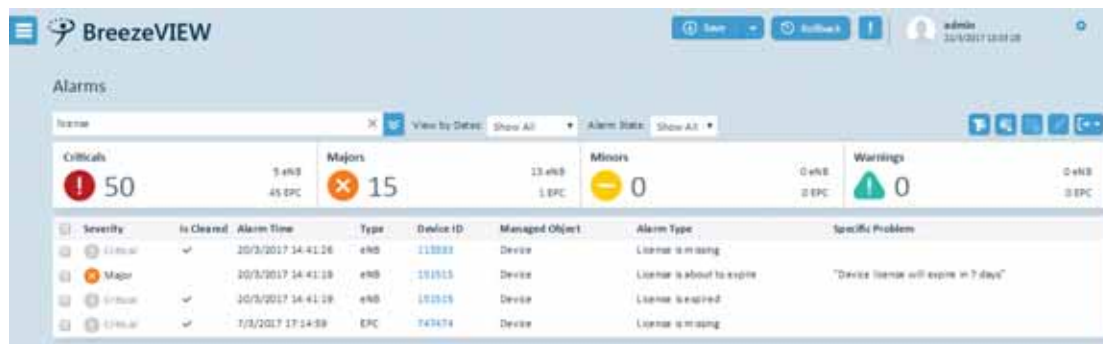 BreezeVIEW
Save
Rollback
admin
Alarms
license
View by Dates: Show All
Alarm State: Show All
Criticals
50
5 eNB
45 EPC
Majors
15
13 eNB
1 EPC
Minors
0
0 eNB
0 EPC
Warnings
0
0 eNB
0 EPC
Severity Is Cleared Alarm Time Type Device ID Managed Object Alarm Type Specific Problem
Critical 20/3/2017 14:41:26 eNB Device License is missing
Major 20/3/2017 14:41:19 eNB 191515 Device License is about to expire "Device license will expire in 7 days"
Critical 20/3/2017 14:41:19 eNB 191515 Device License is expired
Critical 7/3/2017 17:14:59 EPC 747474 Device License is missing